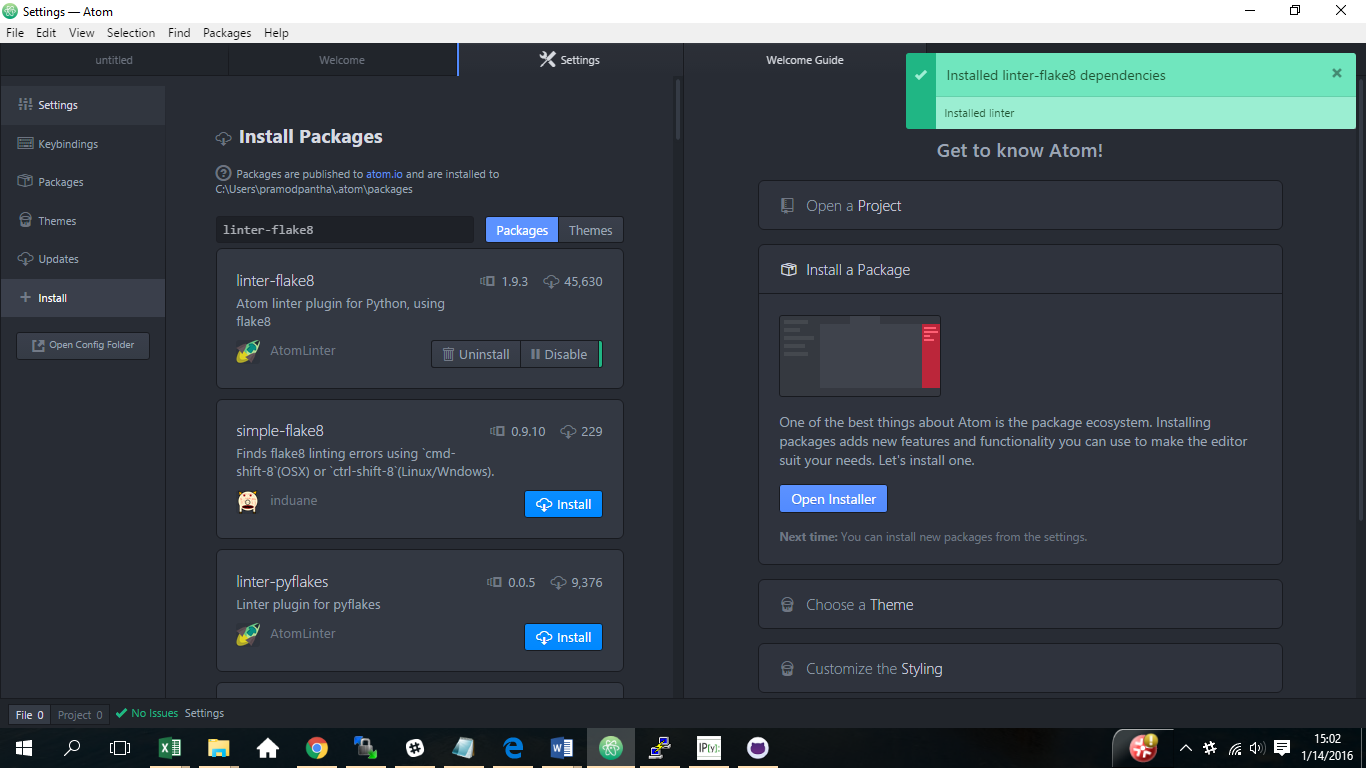 Settings — Atom
File Edit View Selection Find Packages Help
untitled
Welcome
Settings
Welcome Guide
Installed linter-flake8 dependencies
Installed linter
Settings
Keybindings
Packages
Themes
Updates
Install
Open Config Folder
Install Packages
Packages are published to atom.io and are installed to
C:\Users\pramodpantha\.atom\packages
linter-flake8
Packages
Themes
linter-flake8 1.9.3 45,630
Atom linter plugin for Python, using
flake8
AtomLinter
Uninstall Disable
simple-flake8 0.9.10 229
Finds flake8 linting errors using `cmd-
shift-8`(OSX) or `ctrl-shift-8`(Linux/Wndows).
induane
Install
linter-pyflakes 0.0.5 9,376
Linter plugin for pyflakes
AtomLinter
Install
Get to know Atom!
Open a Project
Install a Package
One of the best things about Atom is the package ecosystem. Installing
packages adds new features and functionality you can use to make the editor
suit your needs. Let's install one.
Open Installer
Next time: You can install new packages from the settings.
Choose a Theme
Customize the Styling
File 0 Project 0 No Issues Settings
IP[y]:
15:02
1/14/2016